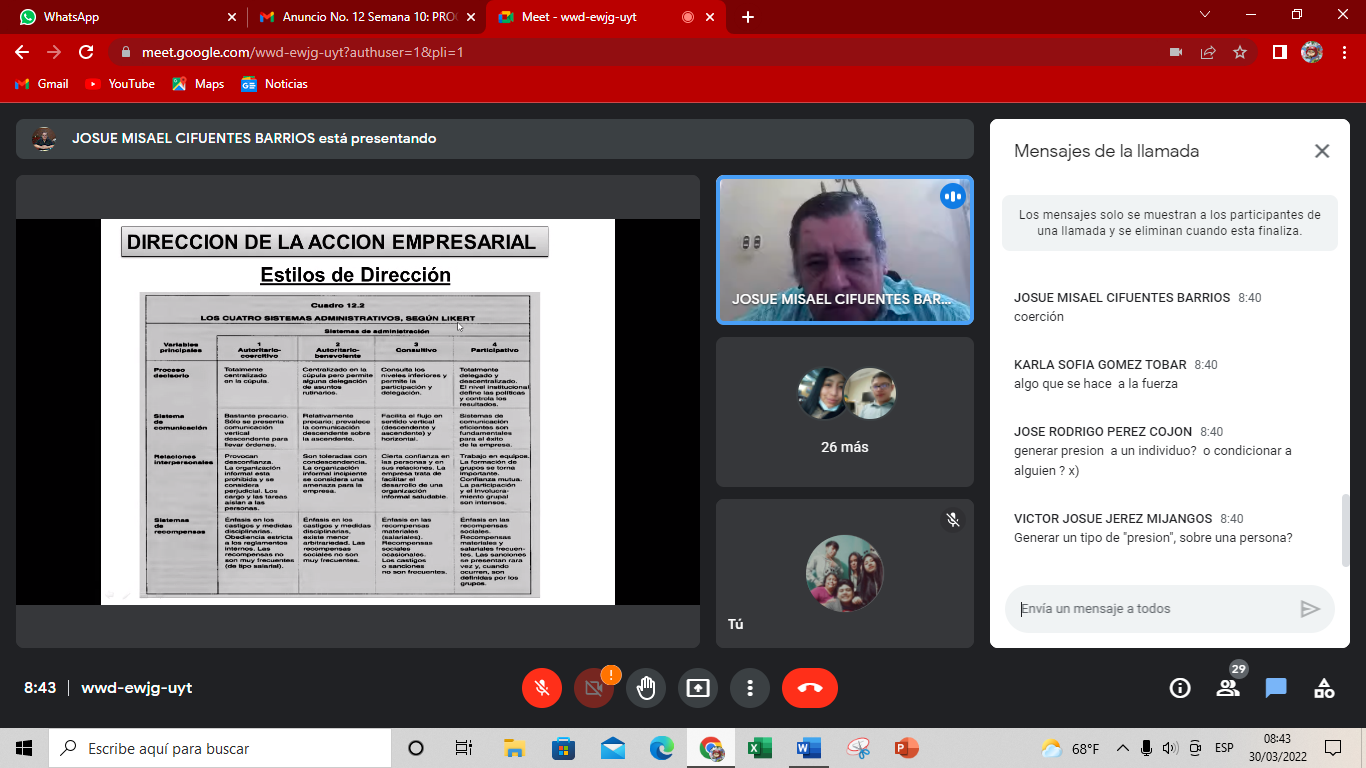 WhatsApp
Anuncio No. 12 Semana 10: PROC
Meet - wwd-ewjg-uyt
meet.google.com/wwd-ewjg-uyt?authuser=1&pli=1
Gmail
YouTube
Maps
Noticias
JOSUE MISAEL CIFUENTES BARRIOS está presentando
DIRECCION DE LA ACCION EMPRESARIAL
Estilos de Dirección
Cuadro 12.2
LOS CUATRO SISTEMAS ADMINISTRATIVOS, SEGÚN LIKERT
Sistemas de administración
Variables
principales
1
Autoritario-
coercitivo
2
Autoritario-
benevolente
3
Consultivo
4
Participativo
Proceso
decisorio
Totalmente
centralizado
en la cúpula.
Centralizado en la
cúpula pero permite
alguna delegación
de asuntos
rutinarios.
Consulta los
niveles inferiores y
permite la
participación y
delegación.
Totalmente
delegado y
descentralizado.
El nivel institucional
define las políticas
y controla los
resultados.
Sistema
de
comunicación
Bastante precario.
Sólo se presenta
comunicación
vertical
descendente para
llevar órdenes.
Relativamente
precario; prevalece
la comunicación
descendente sobre
la ascendente.
Facilita el flujo en
sentido vertical
(descendente y
ascendente) y
horizontal.
Sistemas de
comunicación
eficientes son
fundamentales
para el éxito
de la empresa.
Relaciones
interpersonales
Provocan
desconfianza.
La organización
informal esta
prohibida y se
considera
perjudicial. Los
cargo y las tareas
aíslan a las
personas.
Son toleradas con
condescendencia.
La organización
informal incipiente
se considera una
amenaza para la
empresa.
Cierta confianza en
las personas y en
sus relaciones. La
empresa trata de
facilitar el
desarrollo de una
organización
informal saludable.
Trabajo en equipos.
La formación de
grupos se torna
importante.
Confianza mutua.
La participación
y el involucra-
miento grupal
son intensos.
Sistemas
de
recompensas
Énfasis en los
castigos y medidas
disciplinarias.
Obediencia estricta
a los reglamentos
internos. Las
recompensas no
son muy frecuentes
(de tipo salarial).
Énfasis en los
castigos y medidas
disciplinarias,
existe menor
arbitrariedad. Las
recompensas
sociales no son
muy frecuentes.
Énfasis en las
recompensas
materiales
(salariales).
Recompensas
sociales
ocasionales.
Los castigos
o sanciones
no son frecuentes.
Énfasis en las
recompensas
sociales.
Recompensas
materiales y
salariales frecuen-
tes. Las sanciones
se presentan rara
vez y, cuando
ocurren, son
definidas por los
grupos.
JOSUE MISAEL CIFUENTES BAR...
26 más
Tú
Mensajes de la llamada
Los mensajes solo se muestran a los participantes de
una llamada y se eliminan cuando esta finaliza.
JOSUE MISAEL CIFUENTES BARRIOS 8:40
coerción
KARLA SOFIA GOMEZ TOBAR 8:40
algo que se hace a la fuerza
JOSE RODRIGO PEREZ COJON 8:40
generar presion a un individuo? o condicionar a
alguien ? x)
VICTOR JOSUE JEREZ MIJANGOS 8:40
Generar un tipo de "presion", sobre una persona?
Envía un mensaje a todos
8:43 | wwd-ewjg-uyt
29
Escribe aquí para buscar
68°F
ESP
08:43
30/03/2022